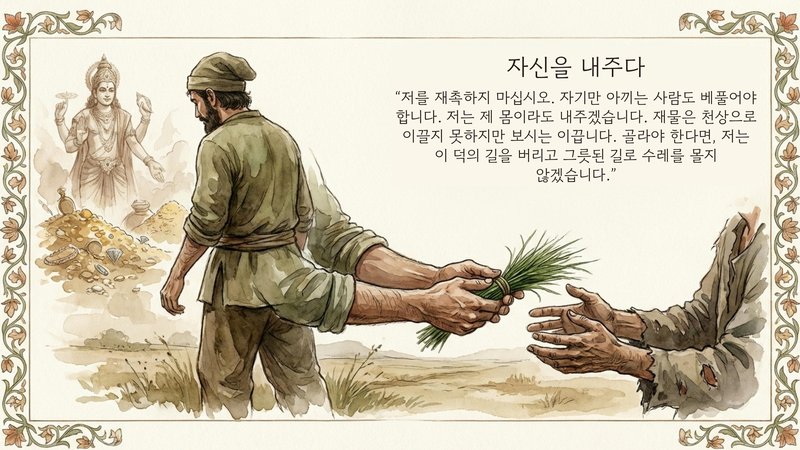 자신을 내주다
“저를 재촉하지 마십시오. 자기만 아끼는 사람도 베풀어야
합니다. 저는 제 몸이라도 내주겠습니다. 재물은 천상으로
이끌지 못하지만 보시는 이끕니다. 골라야 한다면, 저는
이 덕의 길을 버리고 그릇된 길로 수레를 몰지
않겠습니다.”